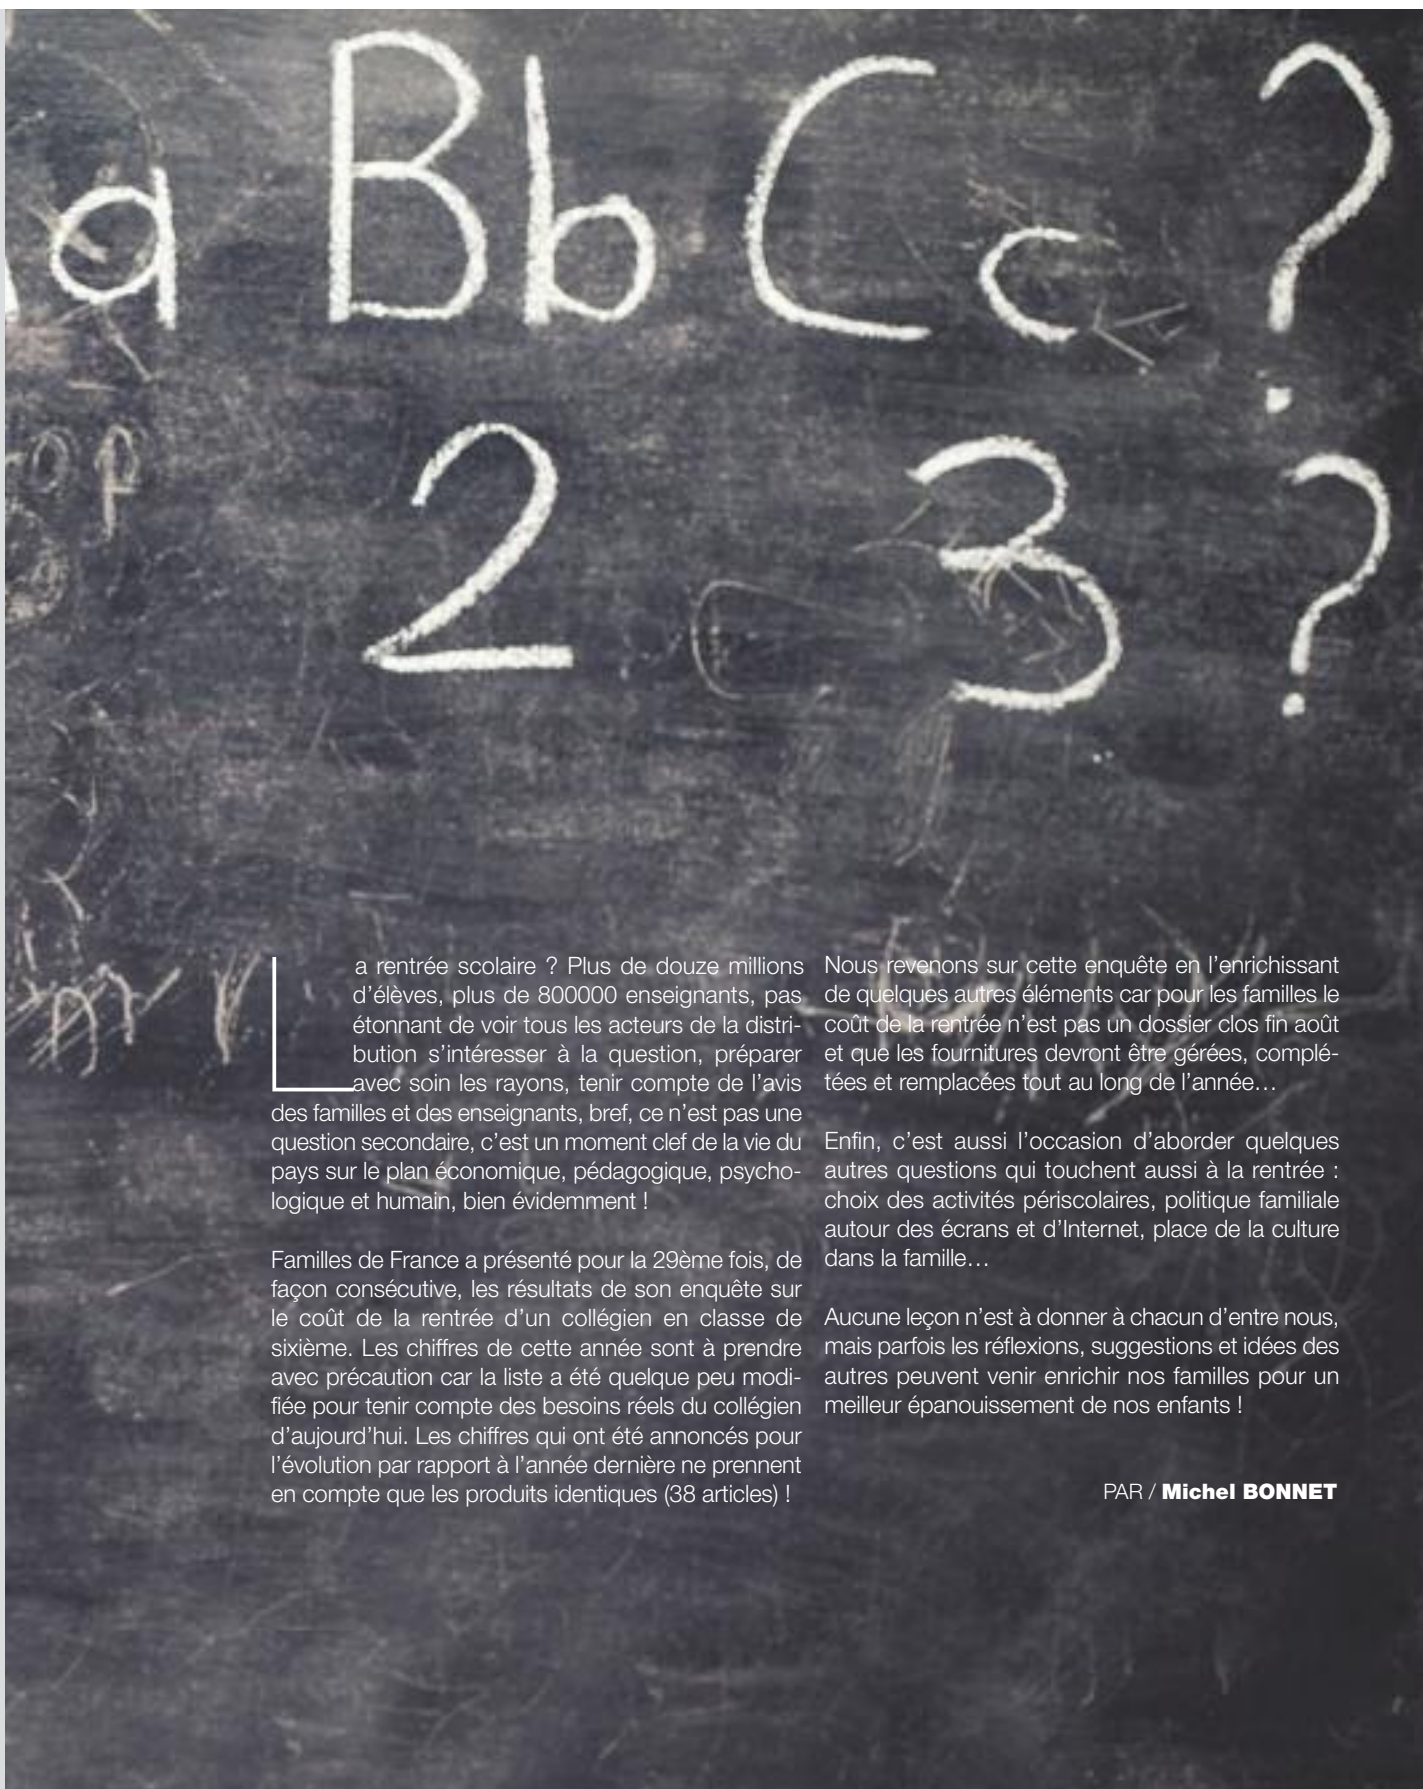 a Bb Cc ?
2 3 ?
La rentrée scolaire ? Plus de douze millions
d’élèves, plus de 800000 enseignants, pas
étonnant de voir tous les acteurs de la distri-
bution s’intéresser à la question, préparer
avec soin les rayons, tenir compte de l’avis
des familles et des enseignants, bref, ce n’est pas une
question secondaire, c’est un moment clef de la vie du
pays sur le plan économique, pédagogique, psycho-
logique et humain, bien évidemment !
Familles de France a présenté pour la 29ème fois, de
façon consécutive, les résultats de son enquête sur
le coût de la rentrée d’un collégien en classe de
sixième. Les chiffres de cette année sont à prendre
avec précaution car la liste a été quelque peu modi-
fiée pour tenir compte des besoins réels du collégien
d’aujourd’hui. Les chiffres qui ont été annoncés pour
l’évolution par rapport à l’année dernière ne prennent
en compte que les produits identiques (38 articles) !
Nous revenons sur cette enquête en l’enrichissant
de quelques autres éléments car pour les familles le
coût de la rentrée n’est pas un dossier clos fin août
et que les fournitures devront être gérées, complé-
tées et remplacées tout au long de l’année…
Enfin, c’est aussi l’occasion d’aborder quelques
autres questions qui touchent aussi à la rentrée :
choix des activités périscolaires, politique familiale
autour des écrans et d’Internet, place de la culture
dans la famille…
Aucune leçon n’est à donner à chacun d’entre nous,
mais parfois les réflexions, suggestions et idées des
autres peuvent venir enrichir nos familles pour un
meilleur épanouissement de nos enfants !
PAR / Michel BONNET